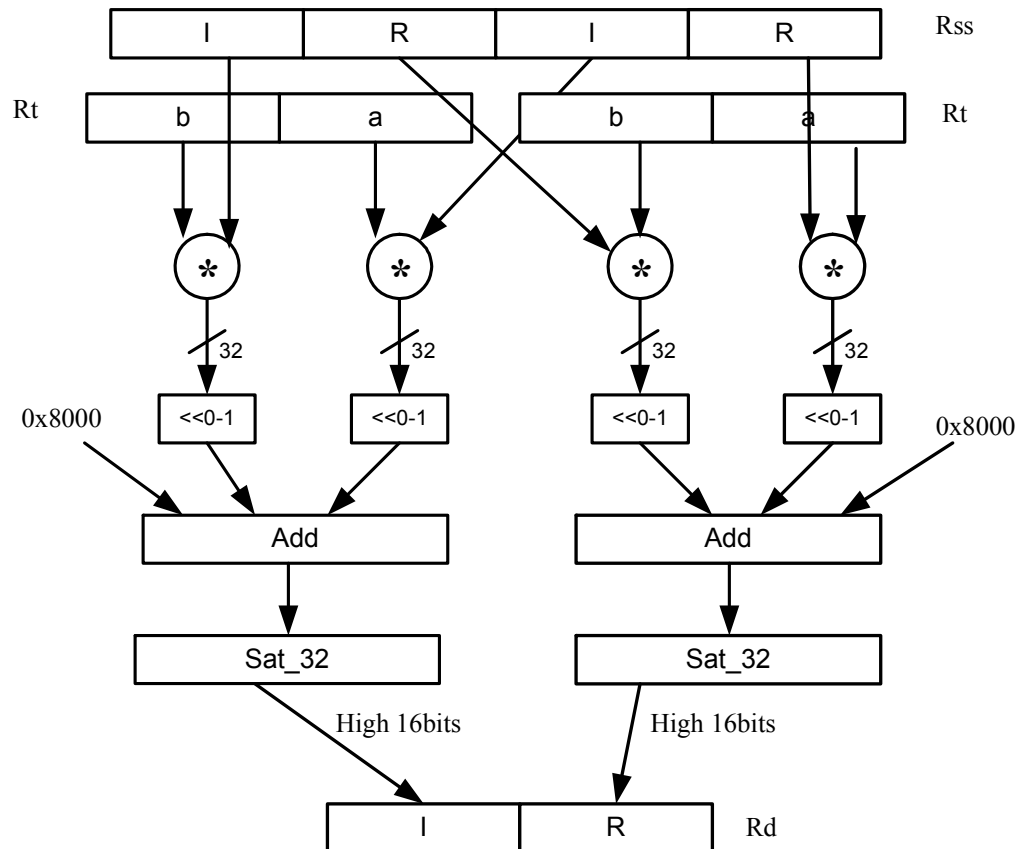 I R I R Rss
Rt b a b a Rt
* * * *
32 32 32 32
<<0-1 <<0-1 <<0-1 <<0-1
0x8000 0x8000
Add Add
Sat_32 Sat_32
High 16bits High 16bits
I R Rd